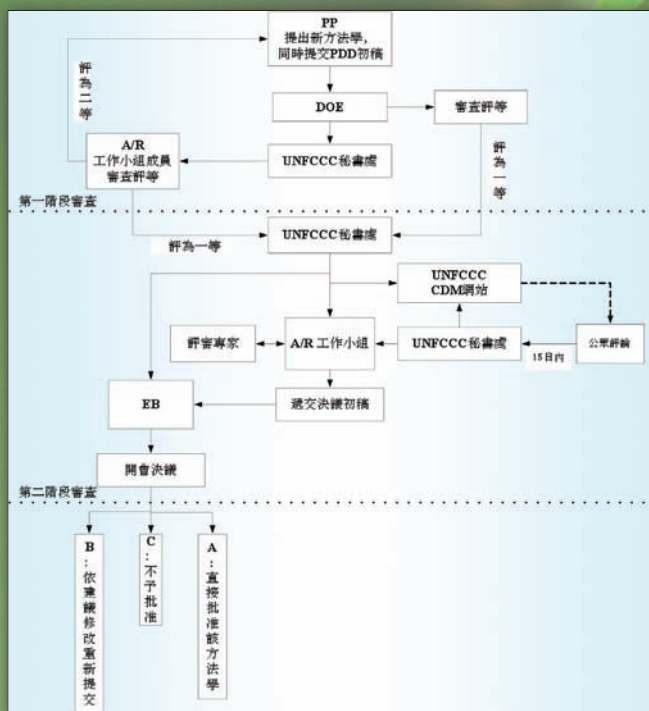 PP
提出新方法學,
同時提交PDD初稿
評為二等
DOE
審查評等
A/R
工作小組成員
審查評等
UNFCCC秘書處
評為一等
第一階段審查
評為一等
UNFCCC秘書處
UNFCCC
CDM網站
評審專家
A/R 工作小組
UNFCCC秘書處
15日內
公眾評論
EB
遞交決議初稿
開會決議
第二階段審查
B：依建議修改重新提交
C：不予批准
A：直接批准該方法學